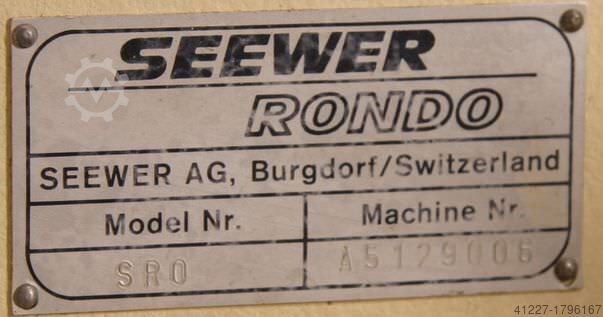 SEEWER
RONDO
SEEWER AG, Burgdorf/Switzerland
Model Nr.
Machine Nr.
SRO
A5129006
41227-1796167